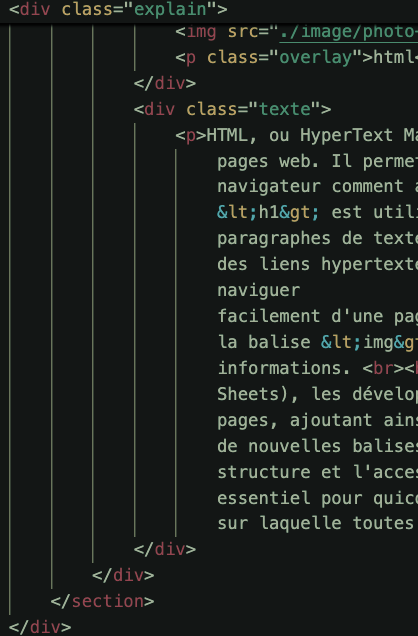 <div class="explain">
<img src="./image/photo-
<p class="overlay">html<
</div>
<div class="texte">
<p>HTML, ou HyperText Ma
pages web. Il permet
navigateur comment a
&lt;h1&gt; est utili
paragraphes de texte
des liens hypertexte
naviguer
facilement d'une pag
la balise &lt;img&g
informations. <br><
Sheets), les dévelop
pages, ajoutant ains
de nouvelles balises
structure et l'acces
essentiel pour quico
sur laquelle toutes
</div>
</div>
</section>
</div>